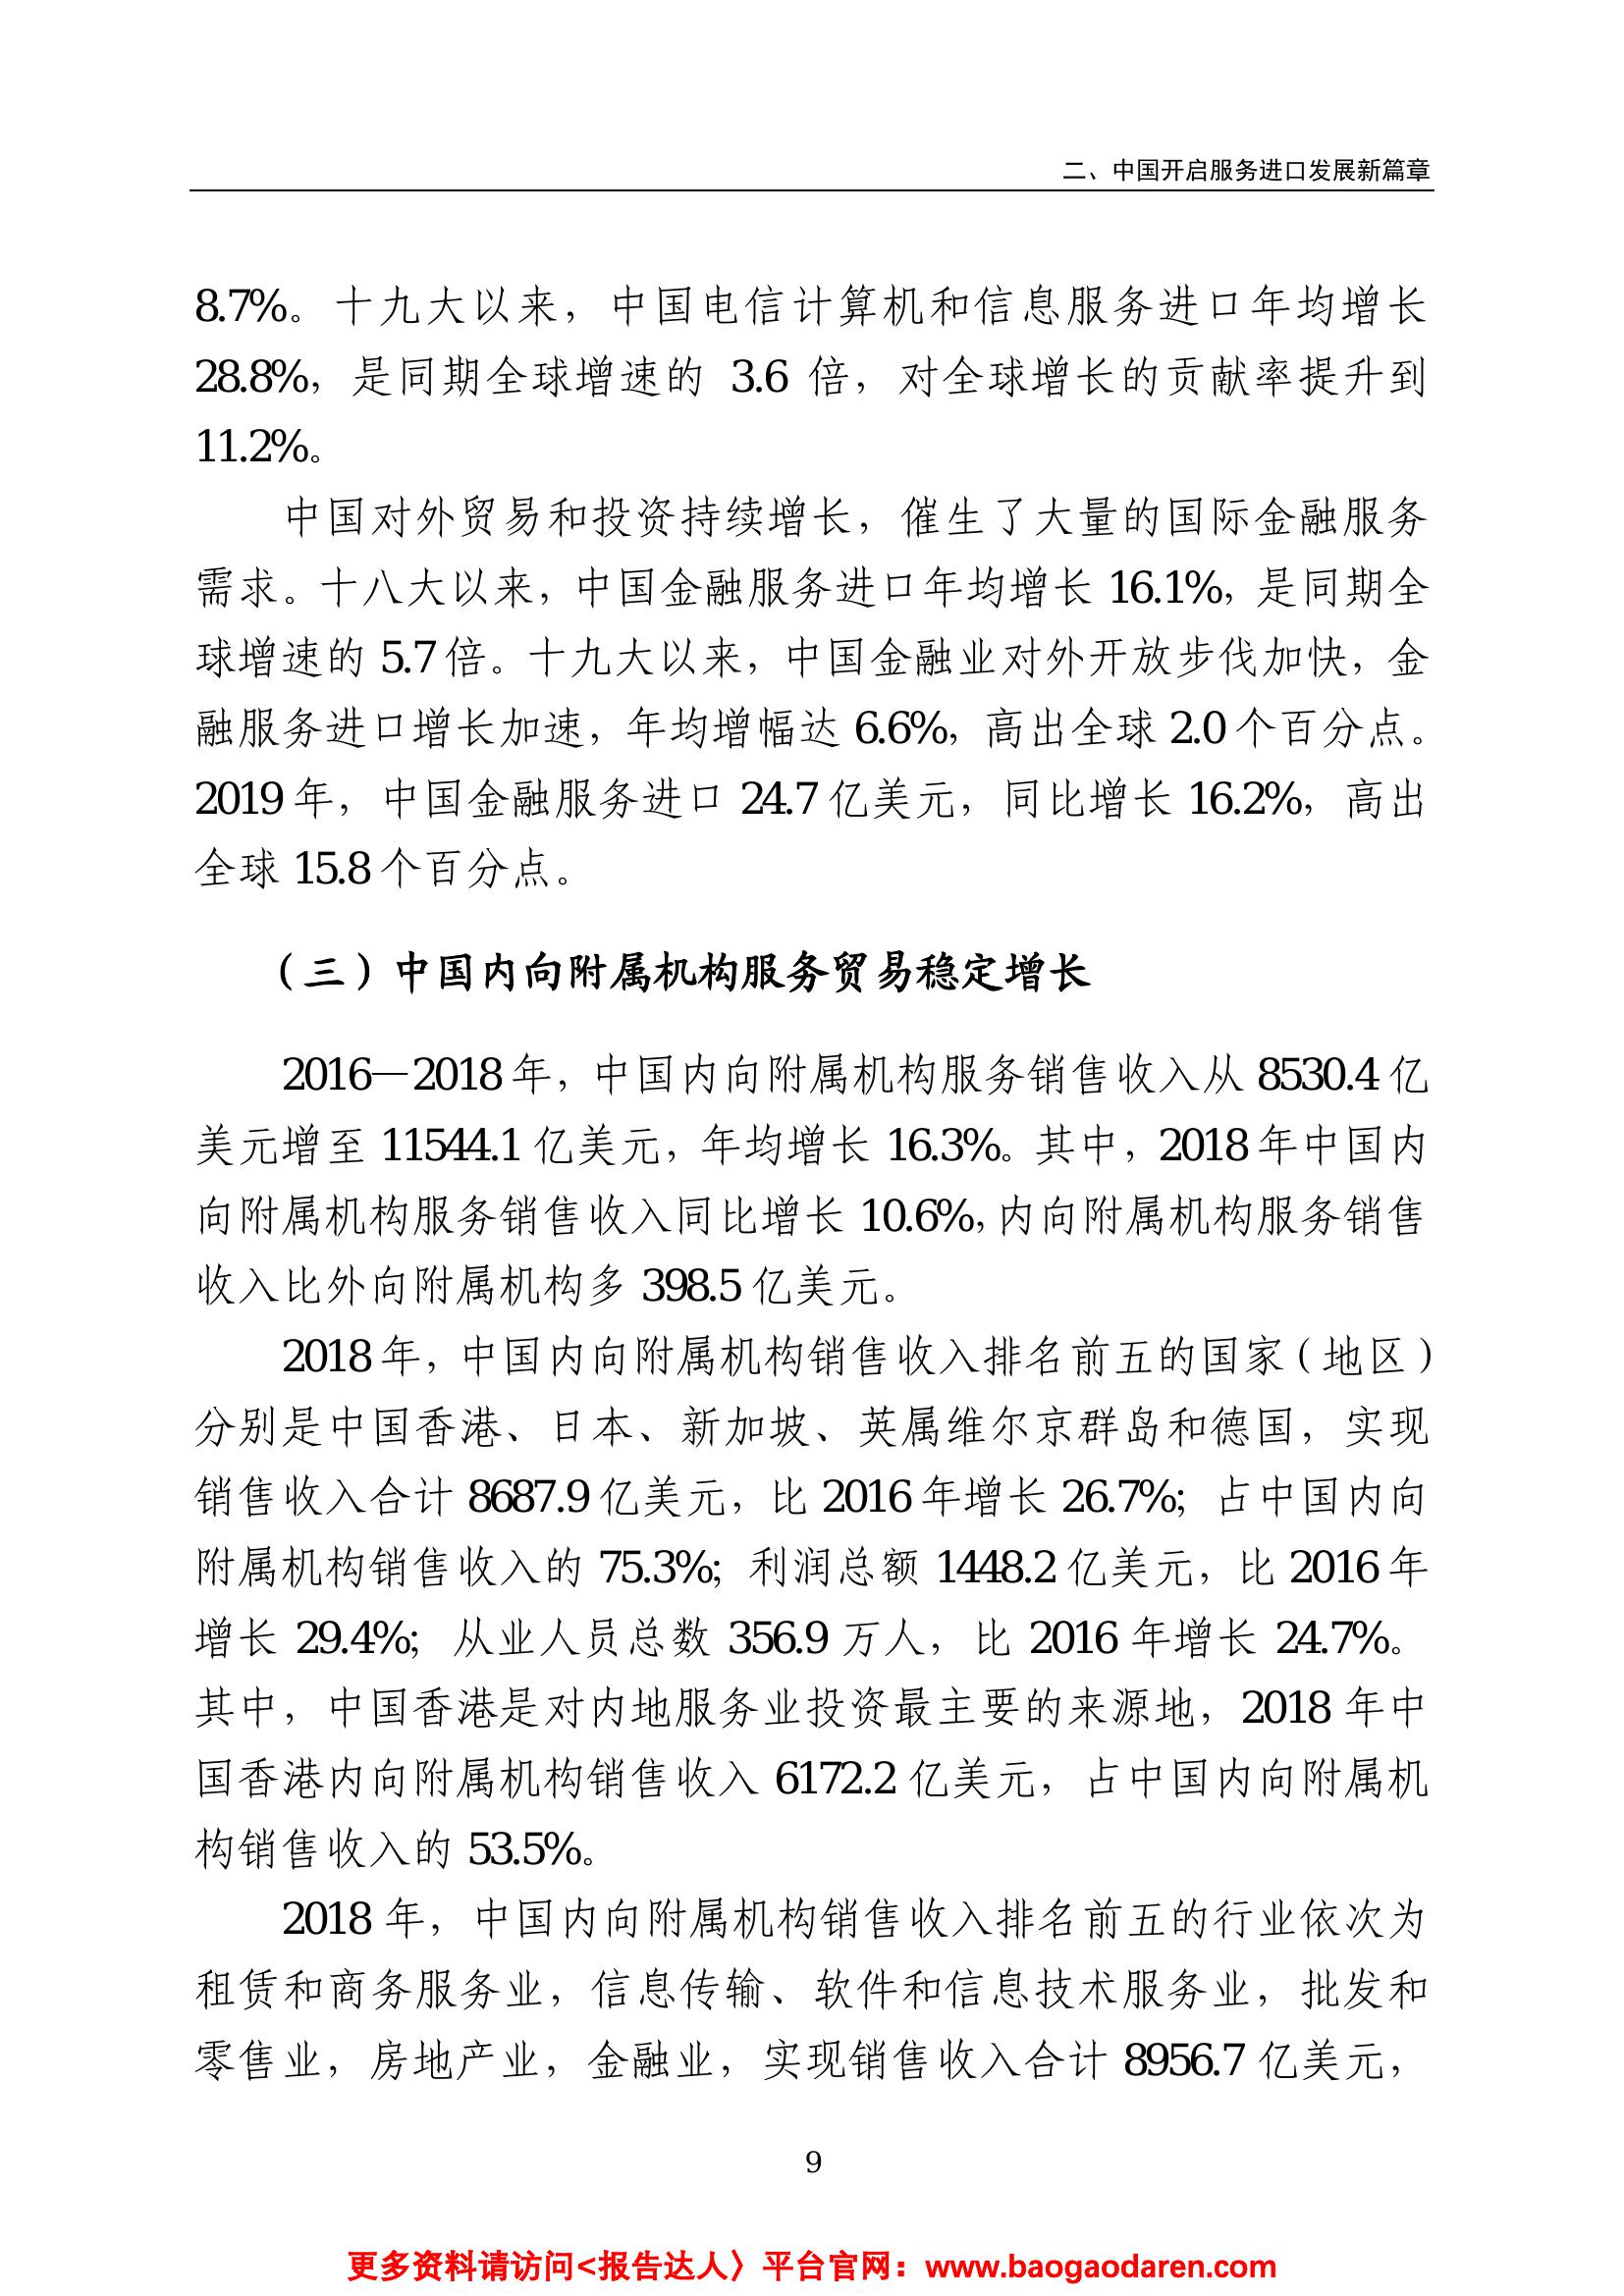 二、中国开启服务进口发展新篇章
8.7%。十九大以来，中国电信计算机和信息服务进口年均增长
28.8%，是同期全球增速的 3.6 倍，对全球增长的贡献率提升到
11.2%。
中国对外贸易和投资持续增长，催生了大量的国际金融服务
需求。十八大以来，中国金融服务进口年均增长 16.1%，是同期全
球增速的 5.7 倍。十九大以来，中国金融业对外开放步伐加快，金
融服务进口增长加速，年均增幅达 6.6%，高出全球 2.0 个百分点。
2019 年，中国金融服务进口 24.7 亿美元，同比增长 16.2%，高出
全球 15.8 个百分点。
（三）中国内向附属机构服务贸易稳定增长
2016—2018 年，中国内向附属机构服务销售收入从 8530.4 亿
美元增至 11544.1 亿美元，年均增长 16.3%。其中，2018 年中国内
向附属机构服务销售收入同比增长 10.6%，内向附属机构服务销售
收入比外向附属机构多 398.5 亿美元。
2018 年，中国内向附属机构销售收入排名前五的国家（地区）
分别是中国香港、日本、新加坡、英属维尔京群岛和德国，实现
销售收入合计 8687.9 亿美元，比 2016 年增长 26.7%；占中国内向
附属机构销售收入的 75.3%；利润总额 1448.2 亿美元，比 2016 年
增长 29.4%；从业人员总数 356.9 万人，比 2016 年增长 24.7%。
其中，中国香港是对内地服务业投资最主要的来源地，2018 年中
国香港内向附属机构销售收入 6172.2 亿美元，占中国内向附属机
构销售收入的 53.5%。
2018 年，中国内向附属机构销售收入排名前五的行业依次为
租赁和商务服务业，信息传输、软件和信息技术服务业，批发和
零售业，房地产业，金融业，实现销售收入合计 8956.7 亿美元，
9
更多资料请访问<报告达人〉平台官网：www.baogaodaren.com